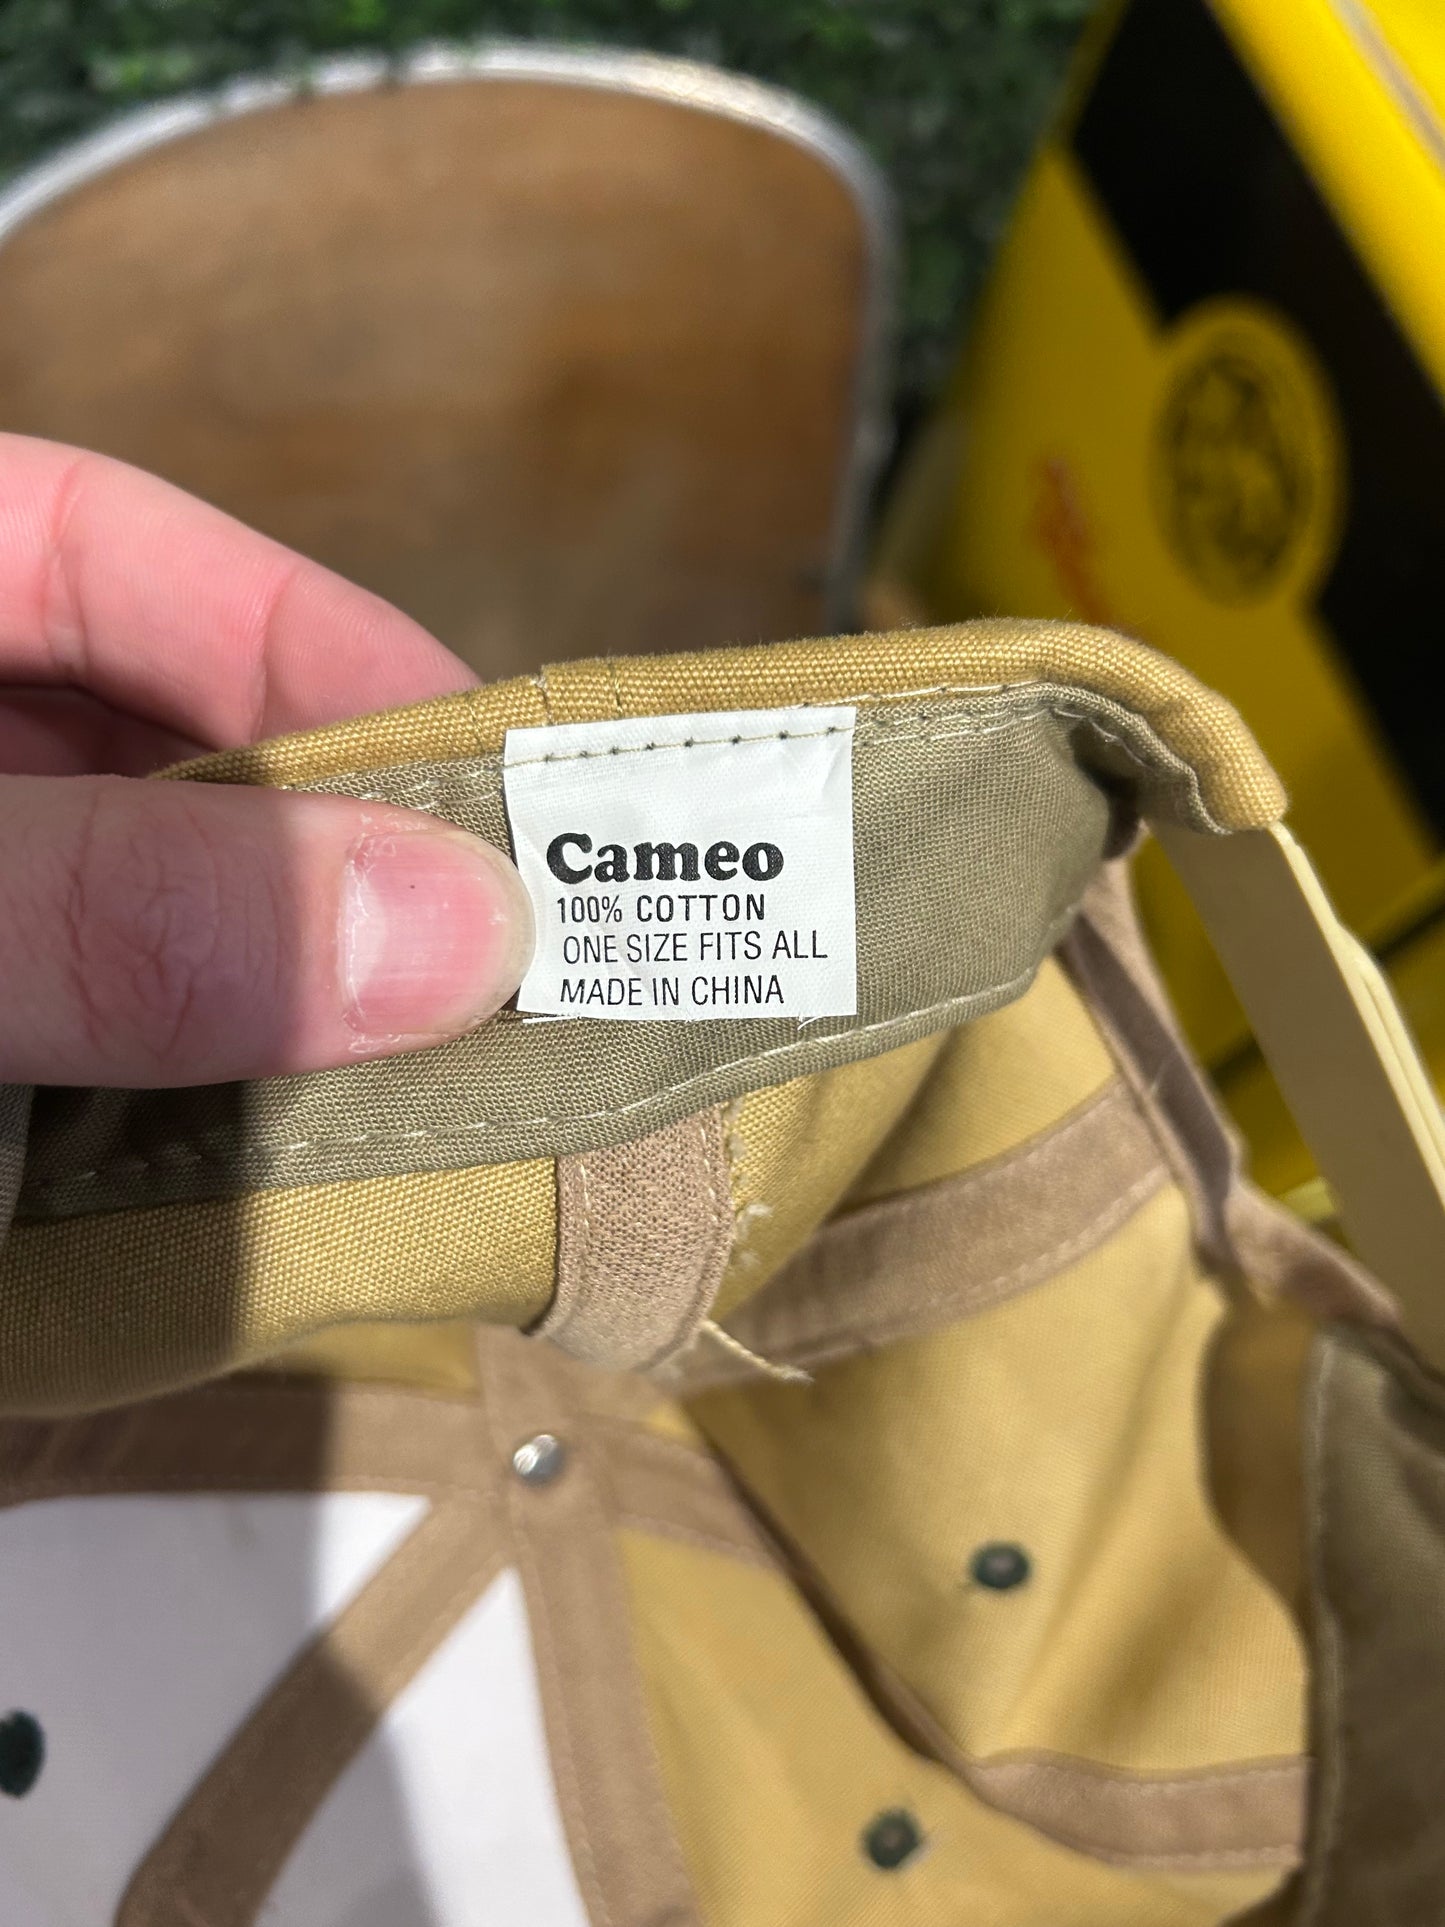 Cameo
100% COTTON
ONE SIZE FITS ALL
MADE IN CHINA